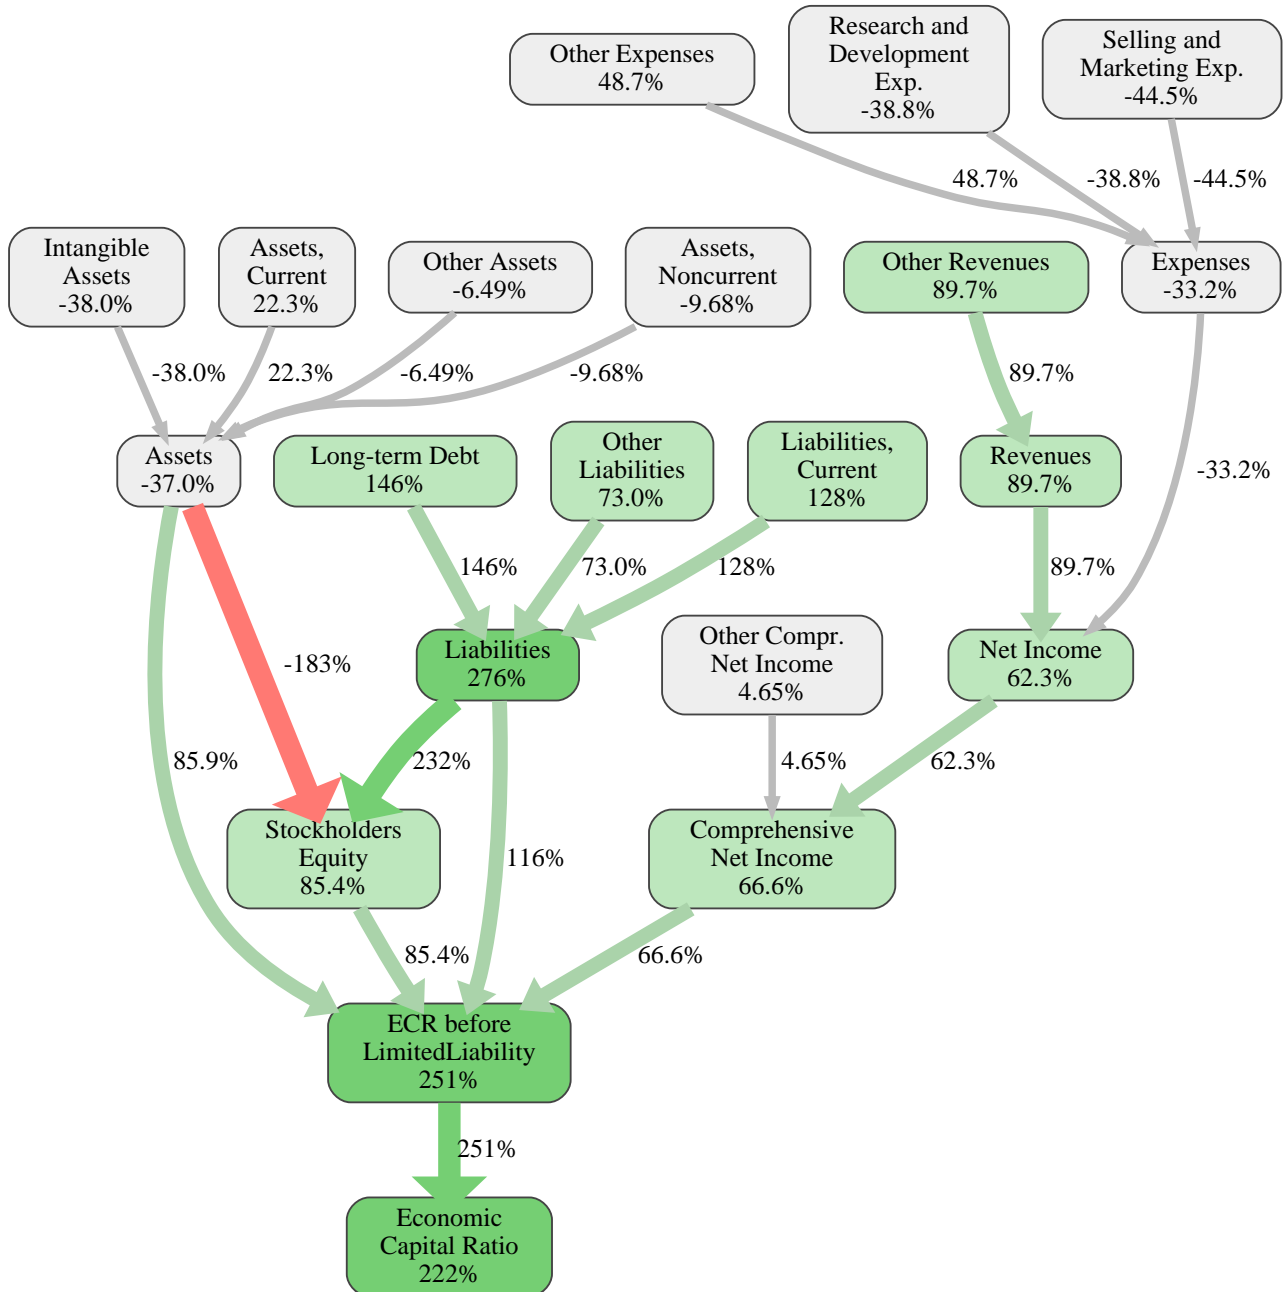 Other Expenses
48.7%
Research and
Development
Exp.
-38.8%
Selling and
Marketing Exp.
-44.5%
48.7%
-38.8%
-44.5%
Intangible
Assets
-38.0%
Assets,
Current
22.3%
Other Assets
-6.49%
Assets,
Noncurrent
-9.68%
Other Revenues
89.7%
Expenses
-33.2%
-38.0%
22.3%
-6.49%
-9.68%
89.7%
Assets
-37.0%
Long-term Debt
146%
Other
Liabilities
73.0%
Liabilities,
Current
128%
Revenues
89.7%
-33.2%
146%
73.0%
128%
89.7%
-183%
Liabilities
276%
Other Compr.
Net Income
4.65%
Net Income
62.3%
85.9%
232%
4.65%
62.3%
Stockholders
Equity
85.4%
116%
Comprehensive
Net Income
66.6%
85.4%
66.6%
ECR before
LimitedLiability
251%
251%
Economic
Capital Ratio
222%